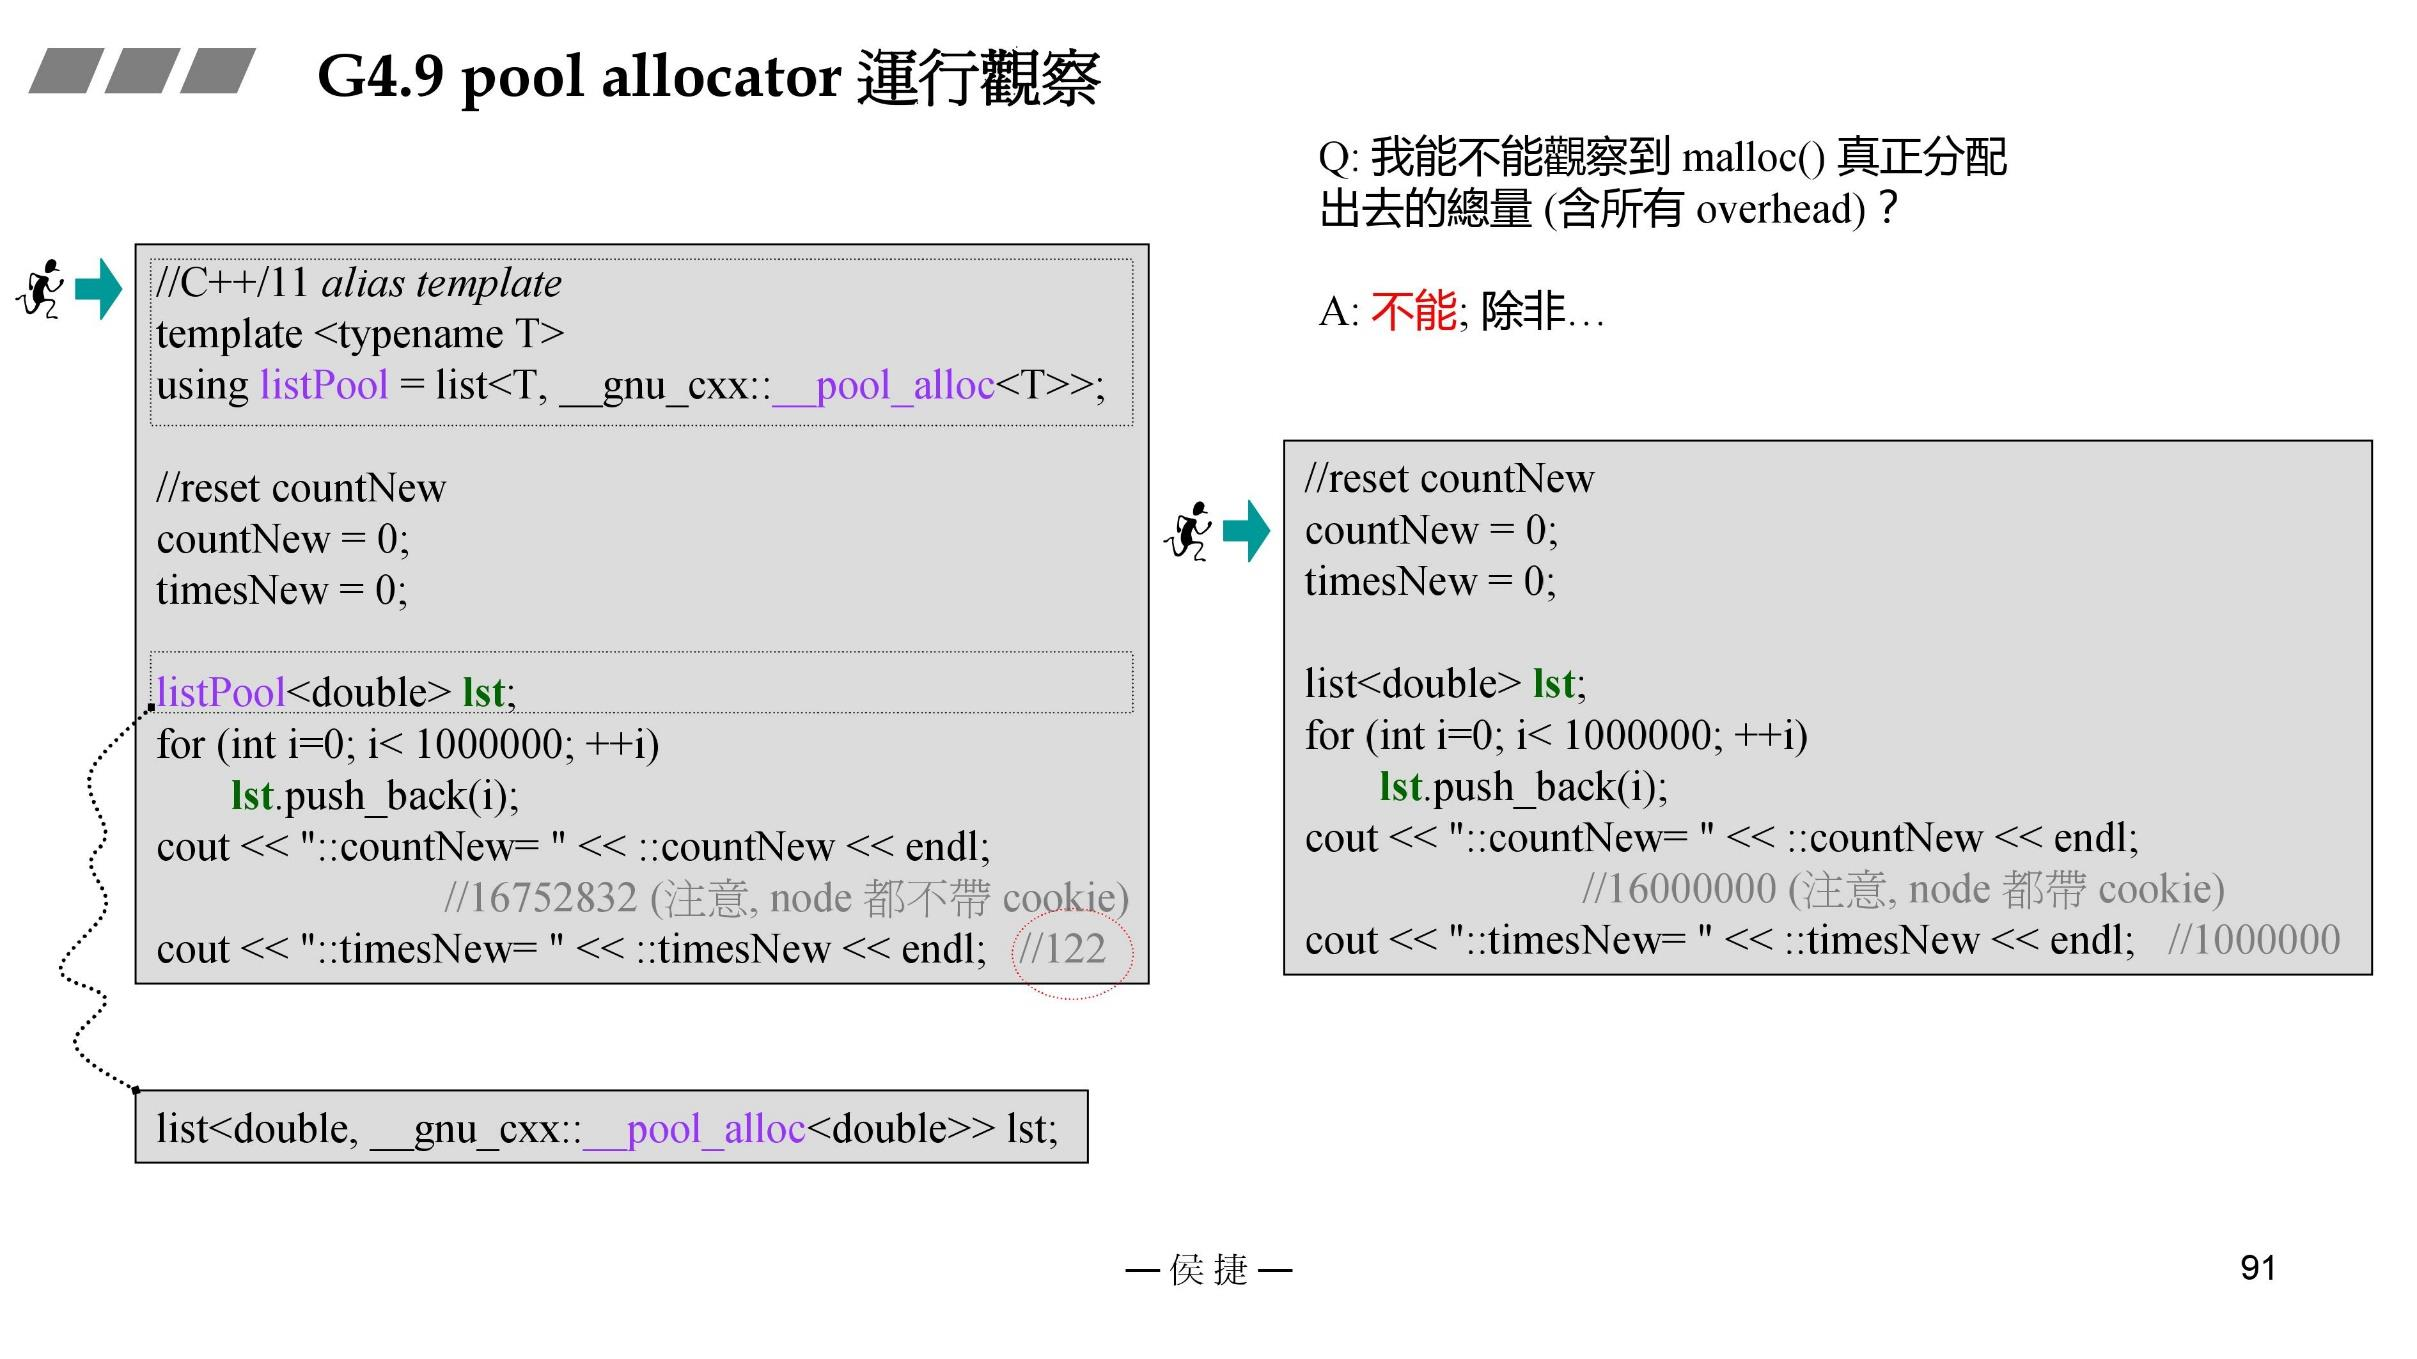 G4.9 pool allocator 運行觀察
Q: 我能不能觀察到 malloc() 真正分配
出去的總量 (含所有 overhead)？
A: 不能; 除非…
//C++/11 alias template
template <typename T>
using listPool = list<T, __gnu_cxx::__pool_alloc<T>>;
//reset countNew
countNew = 0;
timesNew = 0;
listPool<double> lst;
for (int i=0; i< 1000000; ++i)
lst.push_back(i);
cout << "::countNew= " << ::countNew << endl;
//16752832 (注意, node 都不帶 cookie)
cout << "::timesNew= " << ::timesNew << endl; //122
list<double, __gnu_cxx::__pool_alloc<double>> lst;
//reset countNew
countNew = 0;
timesNew = 0;
list<double> lst;
for (int i=0; i< 1000000; ++i)
lst.push_back(i);
cout << "::countNew= " << ::countNew << endl;
//16000000 (注意, node 都帶 cookie)
cout << "::timesNew= " << ::timesNew << endl; //1000000
— 侯 捷 —
91